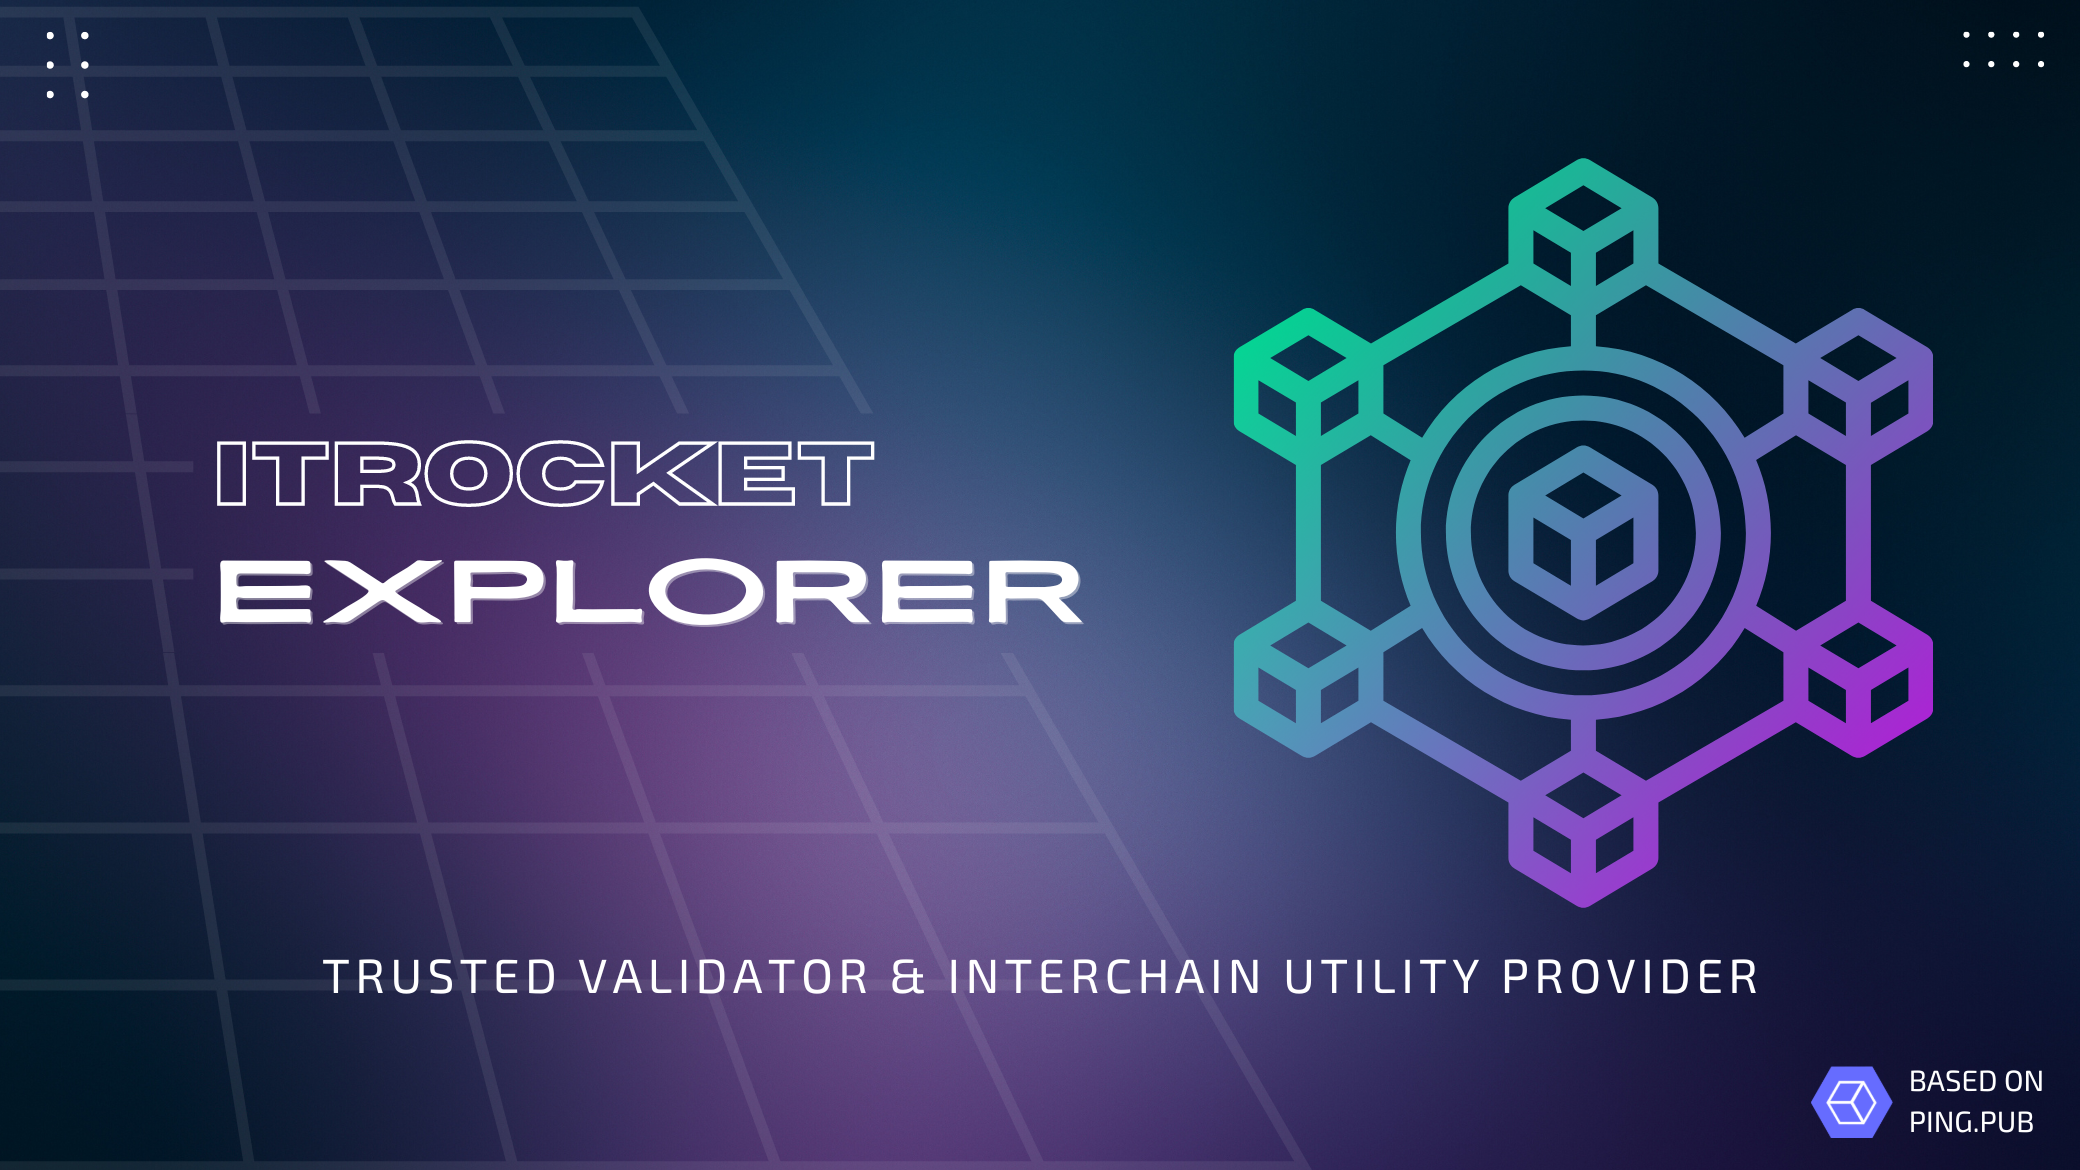 ITROCKET
EXPLORER
TRUSTED VALIDATOR & INTERCHAIN UTILITY PROVIDER
BASED ON
PING.PUB